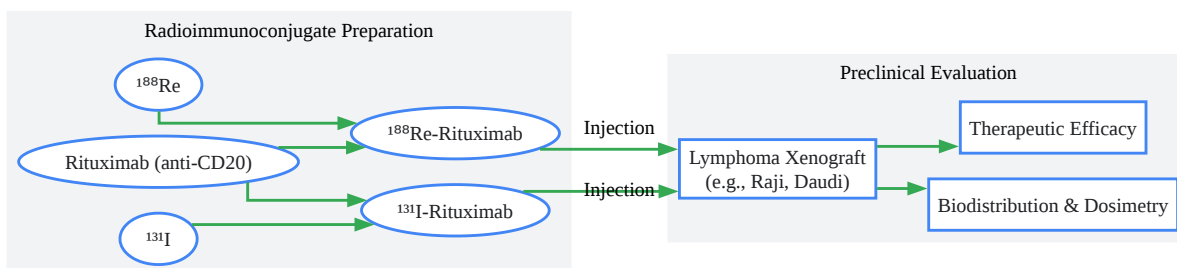 Radioimmunoconjugate Preparation
¹⁸⁸Re
Rituximab (anti-CD20)
¹³¹I
¹⁸⁸Re-Rituximab
¹³¹I-Rituximab
Injection
Injection
Preclinical Evaluation
Lymphoma Xenograft
(e.g., Raji, Daudi)
Therapeutic Efficacy
Biodistribution & Dosimetry